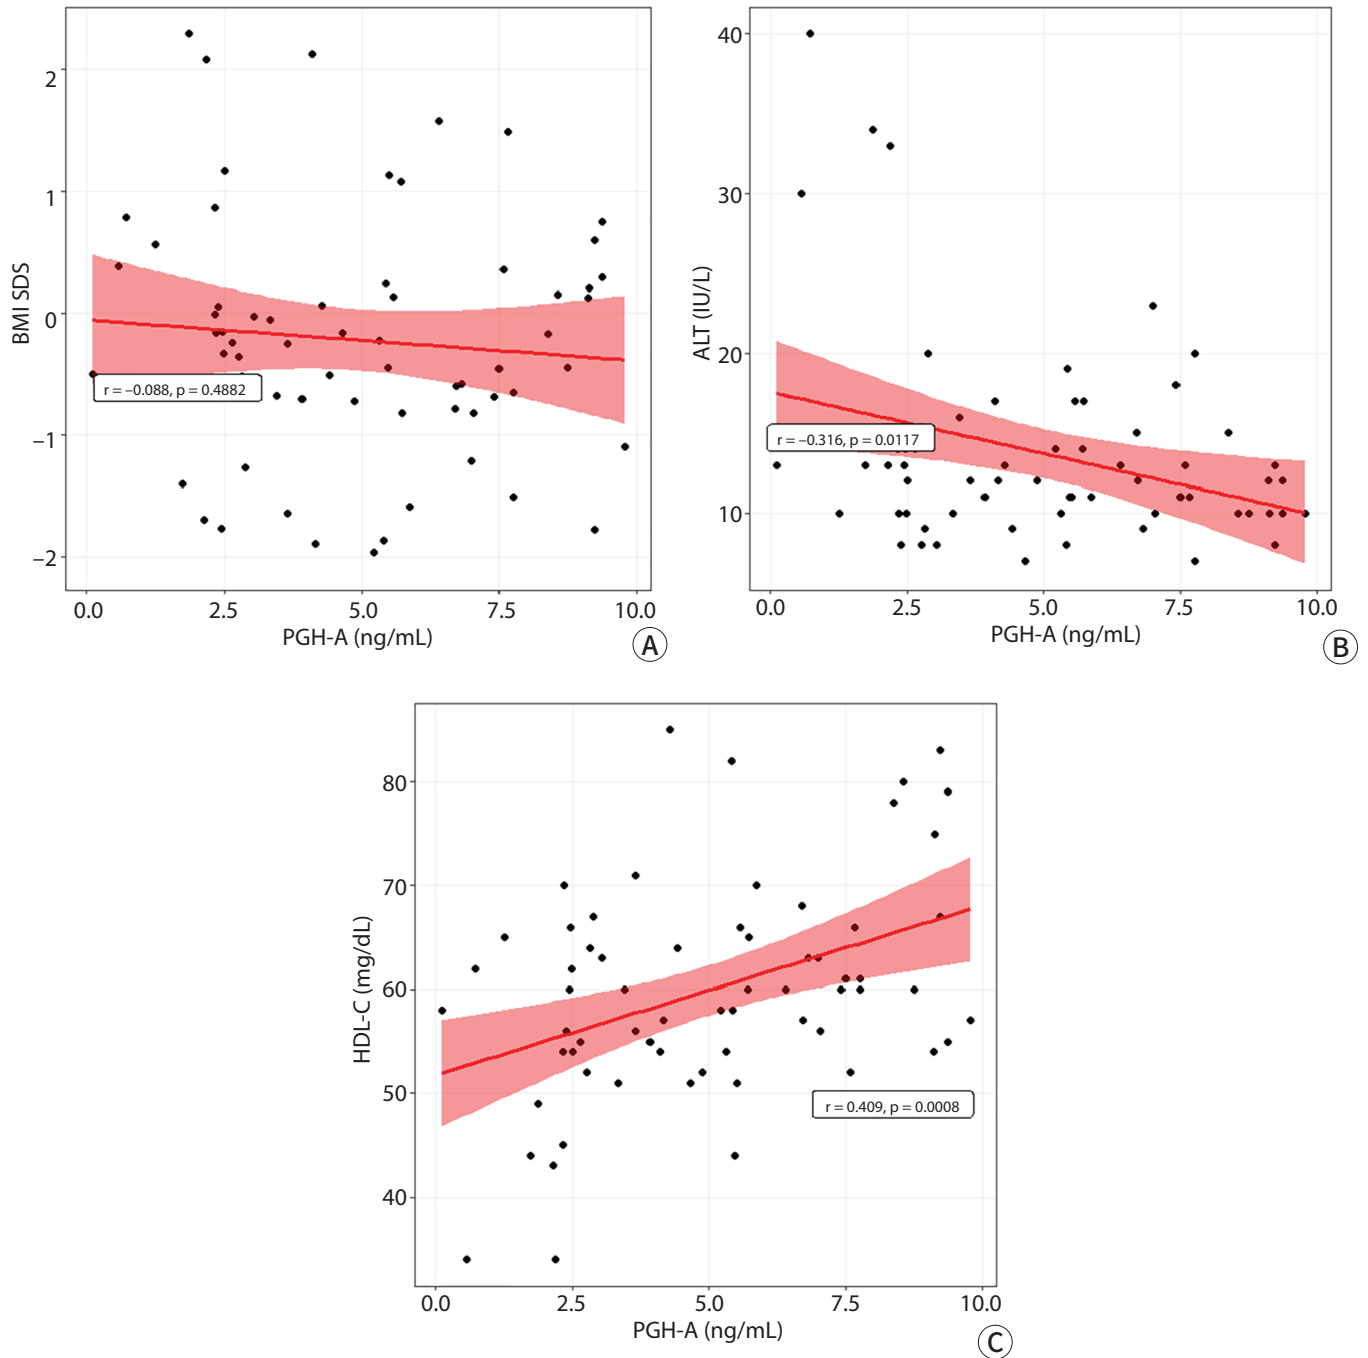 2
1
0
−1
−2
BMI SDS
r = −0.088, p = 0.4882
0.0 2.5 5.0 7.5 10.0
PGH-A (ng/mL)
A
40
30
20
10
ALT (IU/L)
r = −0.316, p = 0.0117
0.0 2.5 5.0 7.5 10.0
PGH-A (ng/mL)
B
80
70
60
50
40
HDL-C (mg/dL)
r = 0.409, p = 0.0008
0.0 2.5 5.0 7.5 10.0
PGH-A (ng/mL)
C